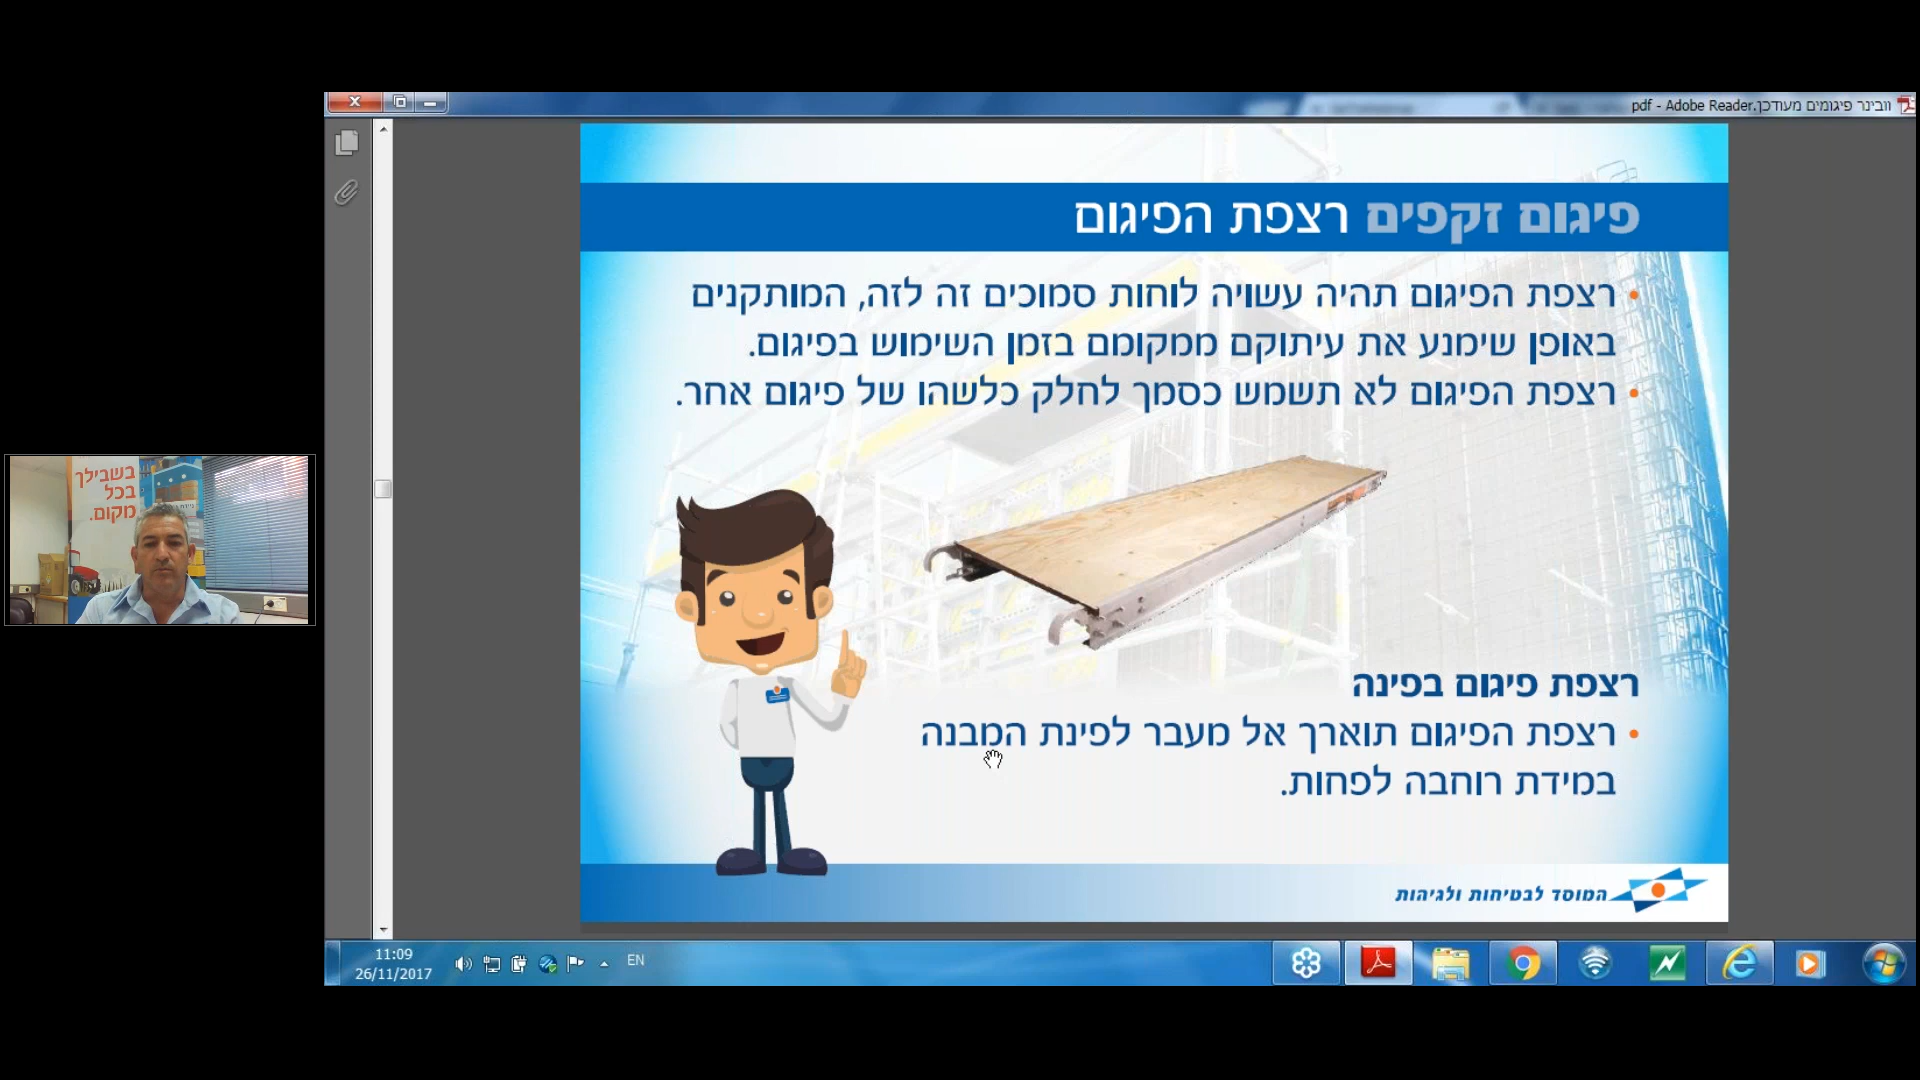 וובינר פיגומים מעודכן.pdf - Adobe Reader
פיגום זקפים רצפת הפיגום
• רצפת הפיגום תהיה עשויה לוחות סמוכים זה לזה, המותקנים
באופן שימנע את עיתוקם ממקומם בזמן השימוש בפיגום.
• רצפת הפיגום לא תשמש כסמך לחלק כלשהו של פיגום אחר.
רצפת פיגום בפינה
• רצפת הפיגום תוארך אל מעבר לפינת המבנה
במידת רוחבה לפחות.
המוסד לבטיחות ולגיהות
בשבילך
בכל
מקום.
11:09
26/11/2017
EN